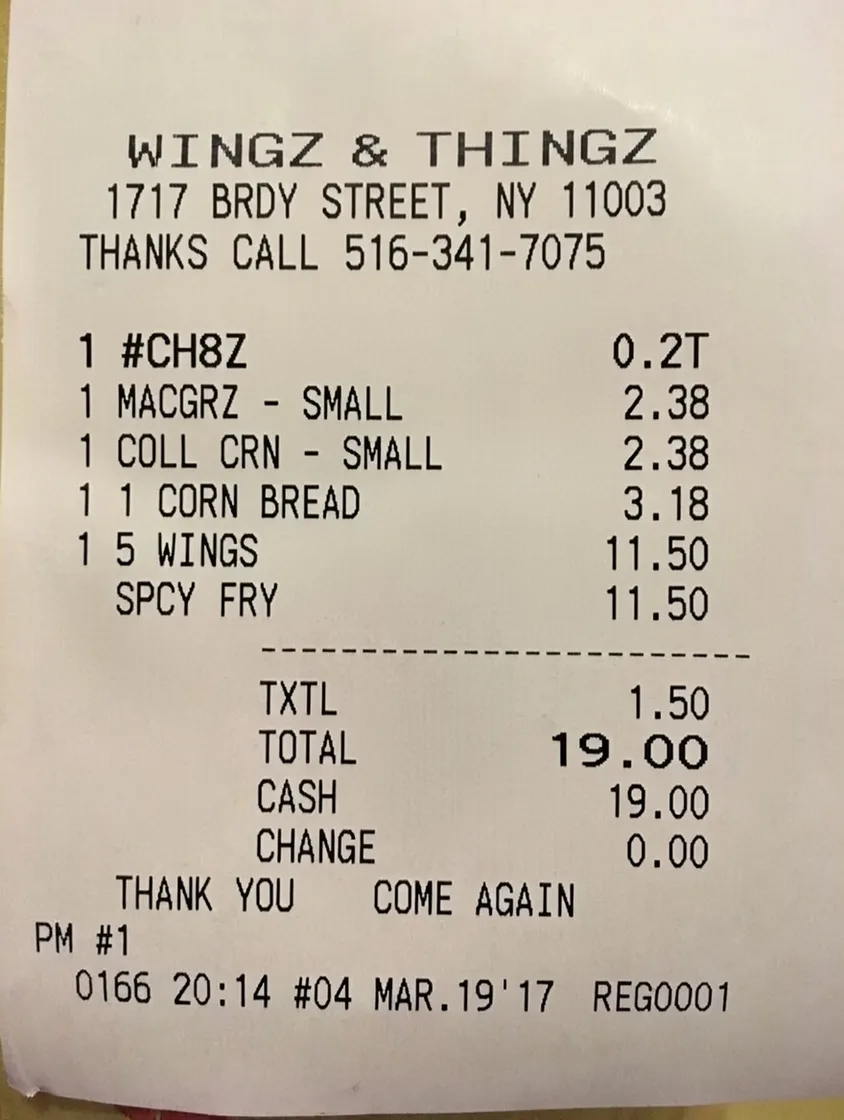 WINGZ & THINGZ
1717 BRDY STREET, NY 11003
THANKS CALL 516-341-7075
1 #CH8Z 0.2T
1 MACGRZ - SMALL 2.38
1 COLL CRN - SMALL 2.38
1 1 CORN BREAD 3.18
1 5 WINGS 11.50
SPCY FRY 11.50
------------------------
TXTL 1.50
TOTAL 19.00
CASH 19.00
CHANGE 0.00
THANK YOU COME AGAIN
PM #1
0166 20:14 #04 MAR.19'17 REG0001